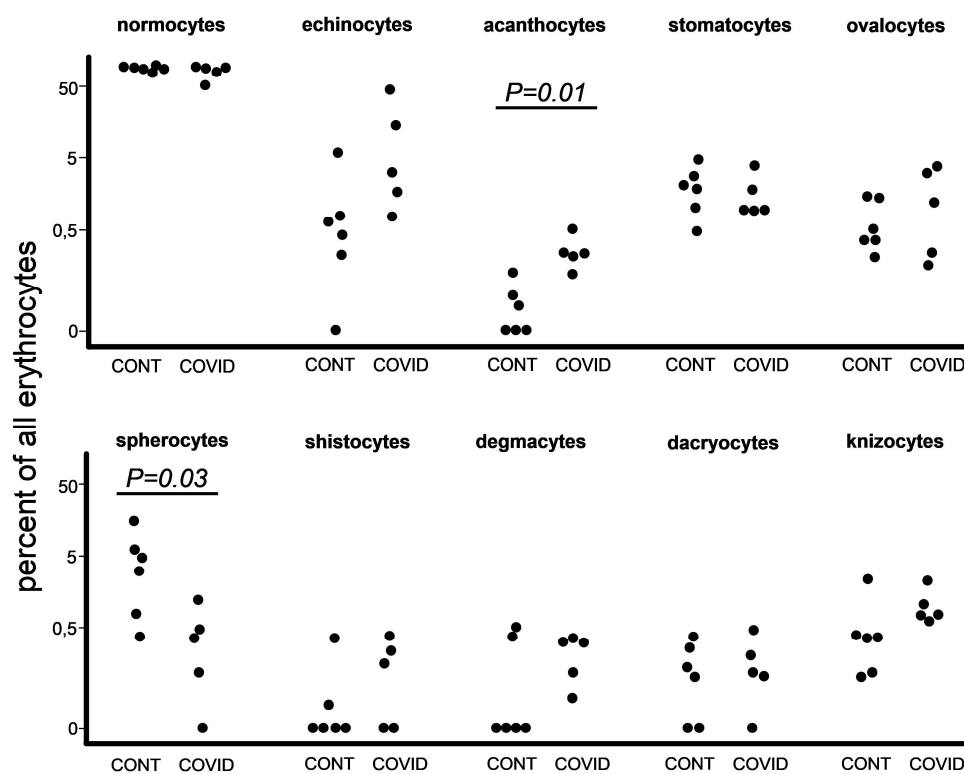 normocytes echinocytes acanthocytes stomatocytes ovalocytes
P=0.01
50
5
0,5
0
CONT COVID CONT COVID CONT COVID CONT COVID CONT COVID
percent of all erythrocytes
spherocytes shistocytes degmacytes dacryocytes knizocytes
P=0.03
50
5
0,5
0
CONT COVID CONT COVID CONT COVID CONT COVID CONT COVID